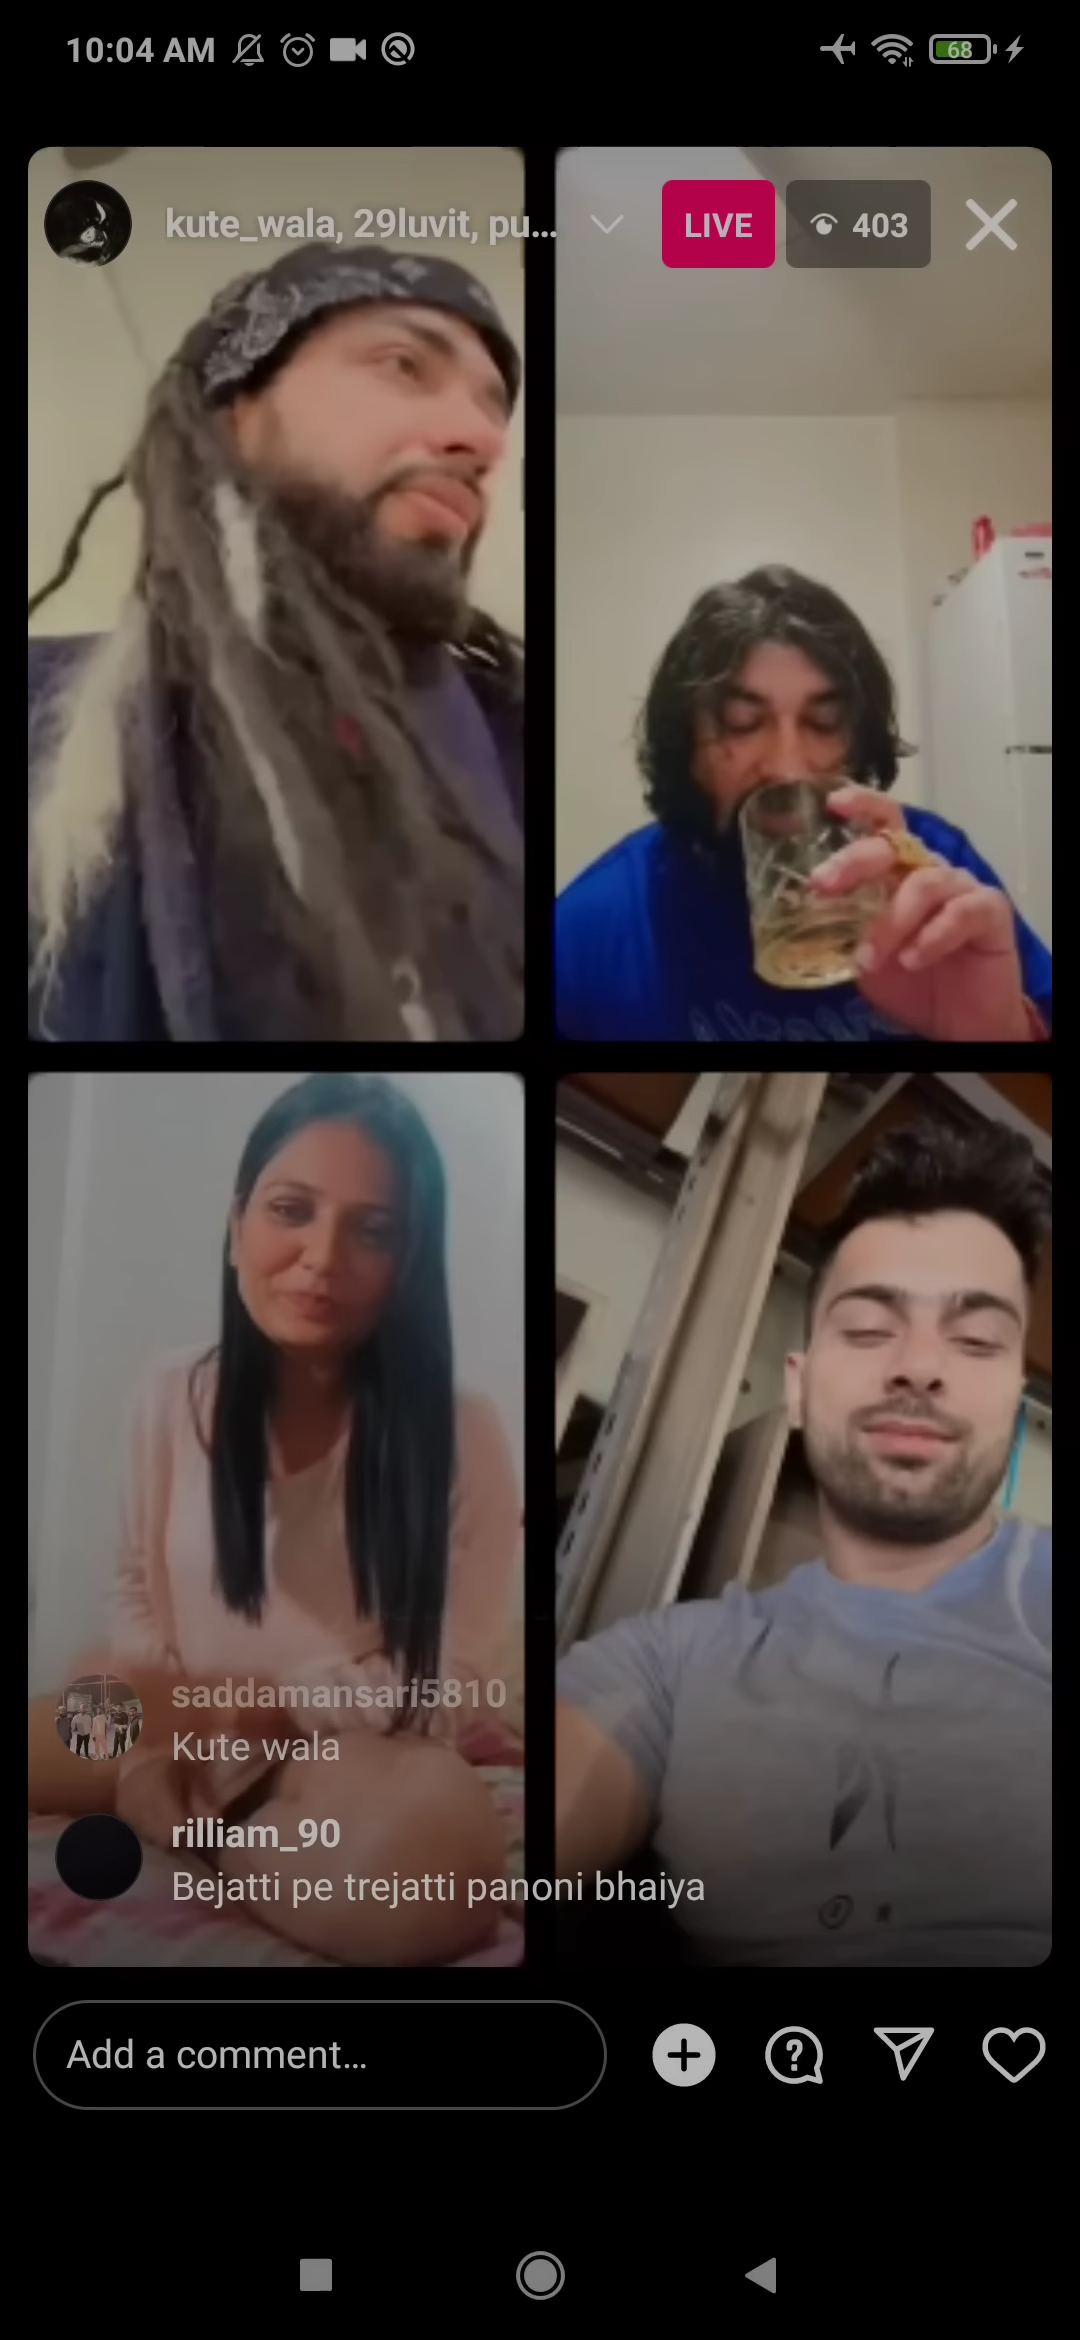 10:04 AM
68
kute_wala, 29luvit, pu...
LIVE
403
saddamansari5810
Kute wala
rilliam_90
Bejatti pe trejatti panoni bhaiya
Add a comment...